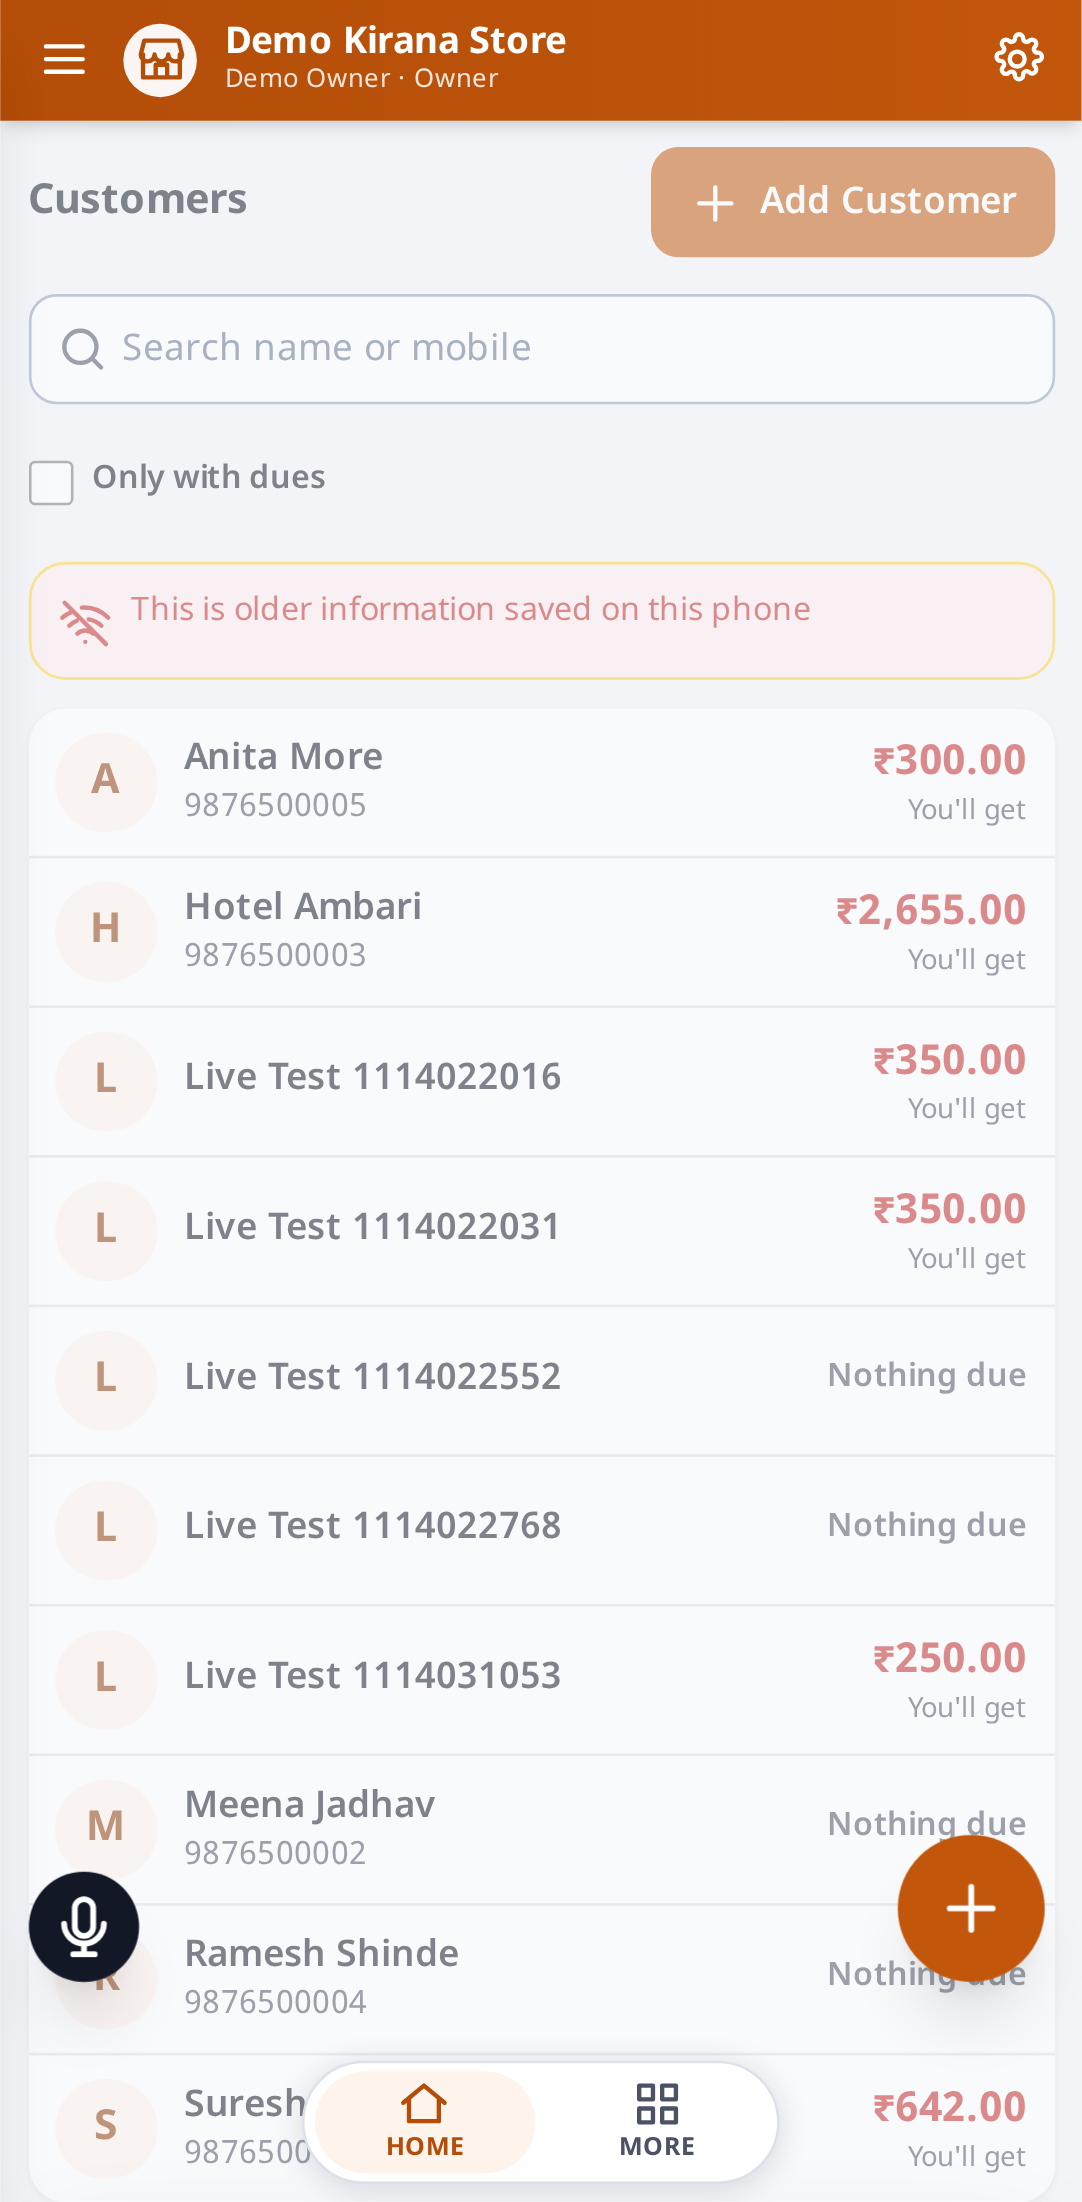 Demo Kirana Store
Demo Owner · Owner
Customers
Add Customer
Search name or mobile
Only with dues
This is older information saved on this phone
A
Anita More
9876500005
₹300.00
You'll get
H
Hotel Ambari
9876500003
₹2,655.00
You'll get
L
Live Test 1114022016
₹350.00
You'll get
L
Live Test 1114022031
₹350.00
You'll get
L
Live Test 1114022552
Nothing due
L
Live Test 1114022768
Nothing due
L
Live Test 1114031053
₹250.00
You'll get
M
Meena Jadhav
9876500002
Nothing due
R
Ramesh Shinde
9876500004
Nothing due
S
Suresh
₹642.00
You'll get
HOME
MORE